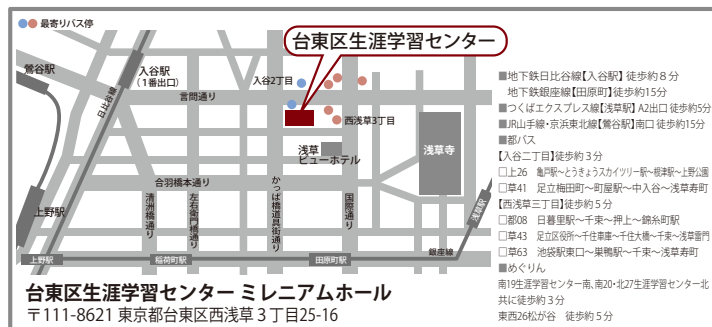 最寄りバス停
台東区生涯学習センター
鶯谷駅
入谷駅
(1番出口)
日比谷線
入谷2丁目
言問通り
西浅草3丁目
浅草
ビューホテル
浅草寺
合羽橋本通り
清洲橋通り
左右衛門橋通り
かっぱ橋道具街通り
国際通り
上野駅
浅草駅
銀座線
上野駅
稲荷町駅
田原町駅
■地下鉄日比谷線【入谷駅】徒歩約8分
地下鉄銀座線【田原町】徒歩約15分
■つくばエクスプレス線【浅草駅】A2出口 徒歩約5分
■JR山手線・京浜東北線【鶯谷駅】南口 徒歩約15分
■都バス
【入谷二丁目】徒歩約3分
□上26 亀戸駅~とうきょうスカイツリー駅~根津駅~上野公園
□草41 足立梅田町~町屋駅~中入谷~浅草寿町
【西浅草三丁目】徒歩約5分
□都08 日暮里駅~千束~押上~錦糸町駅
□草43 足立区役所~千住車庫~千住大橋~千束~浅草雷門
□草63 池袋駅東口~巣鴨駅~千束~浅草寿町
■めぐりん
南19生涯学習センター南、南20・北27生涯学習センター北
共に徒歩約3分
東西26松が谷 徒歩約5分
台東区生涯学習センター ミレニアムホール
〒111-8621 東京都台東区西浅草3丁目25-16